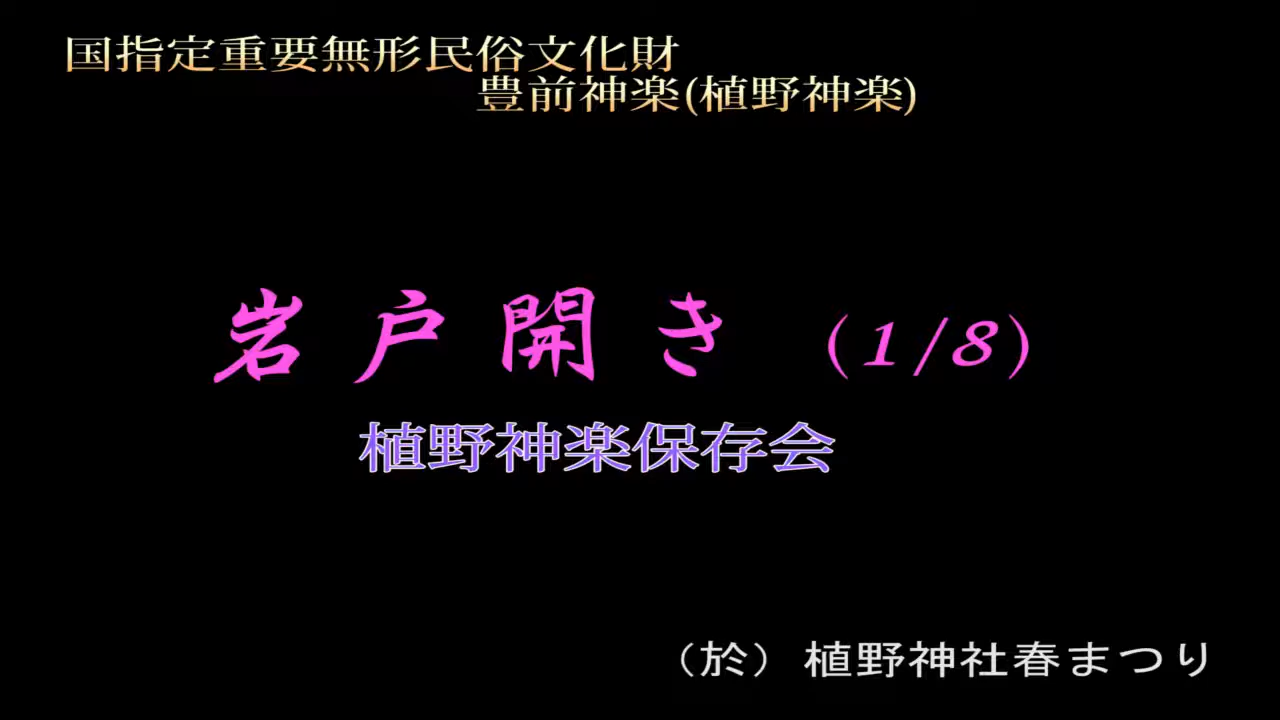 国指定重要無形民俗文化財
豊前神楽(植野神楽)
岩戸開き (1/8)
植野神楽保存会
（於） 植野神社春まつり